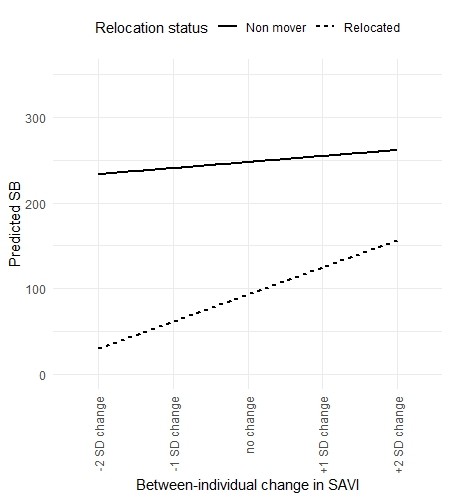 Relocation status Non mover Relocated
300
200
100
0
Predicted SB
-2 SD change
-1 SD change
no change
+1 SD change
+2 SD change
Between-individual change in SAVI